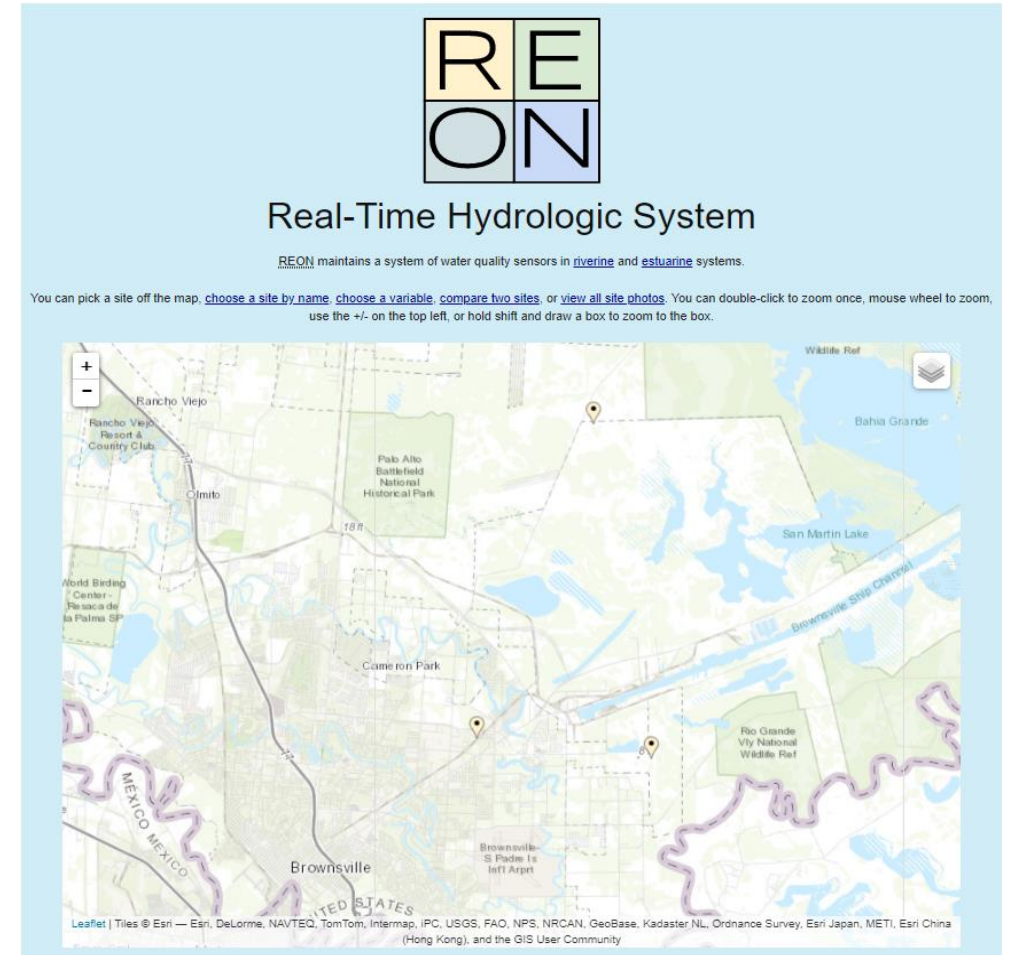 RE
ON
Real-Time Hydrologic System
REON maintains a system of water quality sensors in riverine and estuarine systems.
You can pick a site off the map, choose a site by name, choose a variable, compare two sites, or view all site photos. You can double-click to zoom once, mouse wheel to zoom,
use the +/- on the top left, or hold shift and draw a box to zoom to the box.
+
−
Wildlife Ref
Rancho Viejo
Rancho Viejo
Resort &
Country Club
77
Bahia Grande
Palo Alto
Battlefield
National
Historical Park
Olmito
18 ft
San Martin Lake
World Birding
Center -
Resaca de
la Palma SP
Brownsville Ship Channel
Cameron Park
77
8
Rio Grande
Vly National
Wildlife Ref
MÉXICO
MÉXICO
Brownsville-
S Padre Is
Int'l Arprt
Brownsville
UNITED STATES
Leaflet | Tiles © Esri — Esri, DeLorme, NAVTEQ, TomTom, Intermap, iPC, USGS, FAO, NPS, NRCAN, GeoBase, Kadaster NL, Ordnance Survey, Esri Japan, METI, Esri China
(Hong Kong), and the GIS User Community